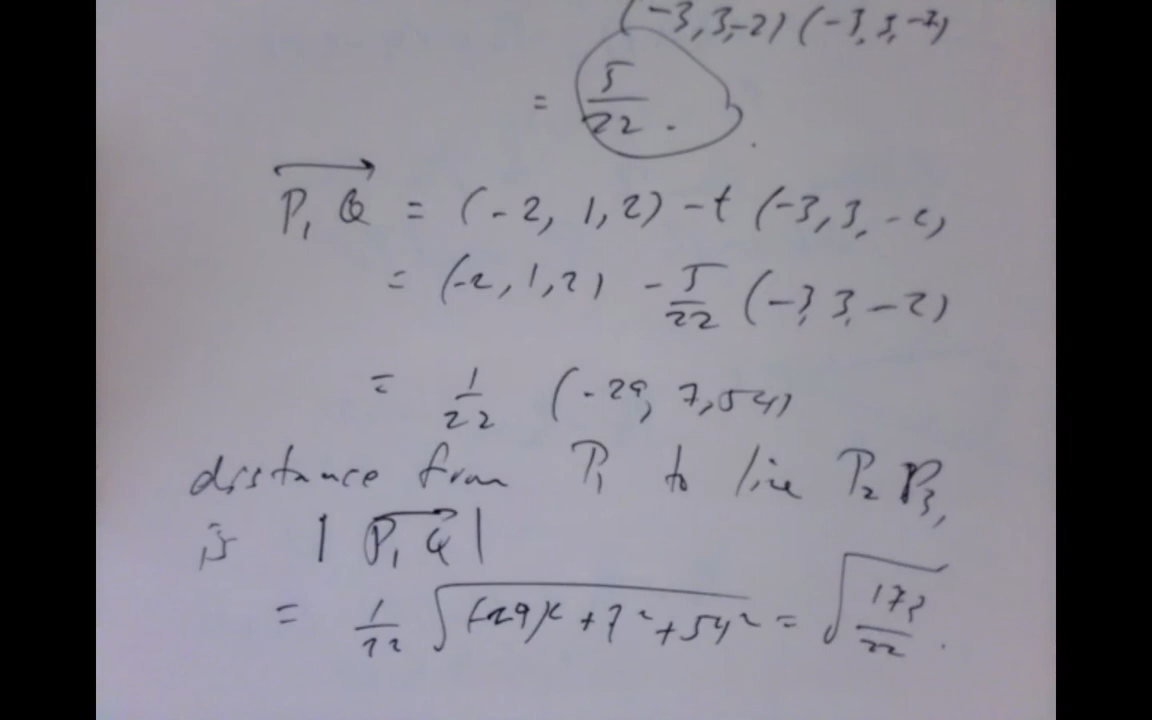 (-3,3,-2) (-3,3,-2)
= 5/22 .
P₁Q = (-2, 1, 2) - t (-3, 3, -2)
= (-2, 1, 2) - 5/22 (-3, 3, -2)
= 1/22 (-29, 7, 54)
distance from P₁ to line P₂ P₃,
is | P₁Q |
= 1/22 √((-29)² + 7² + 54²) = √(173/22) .